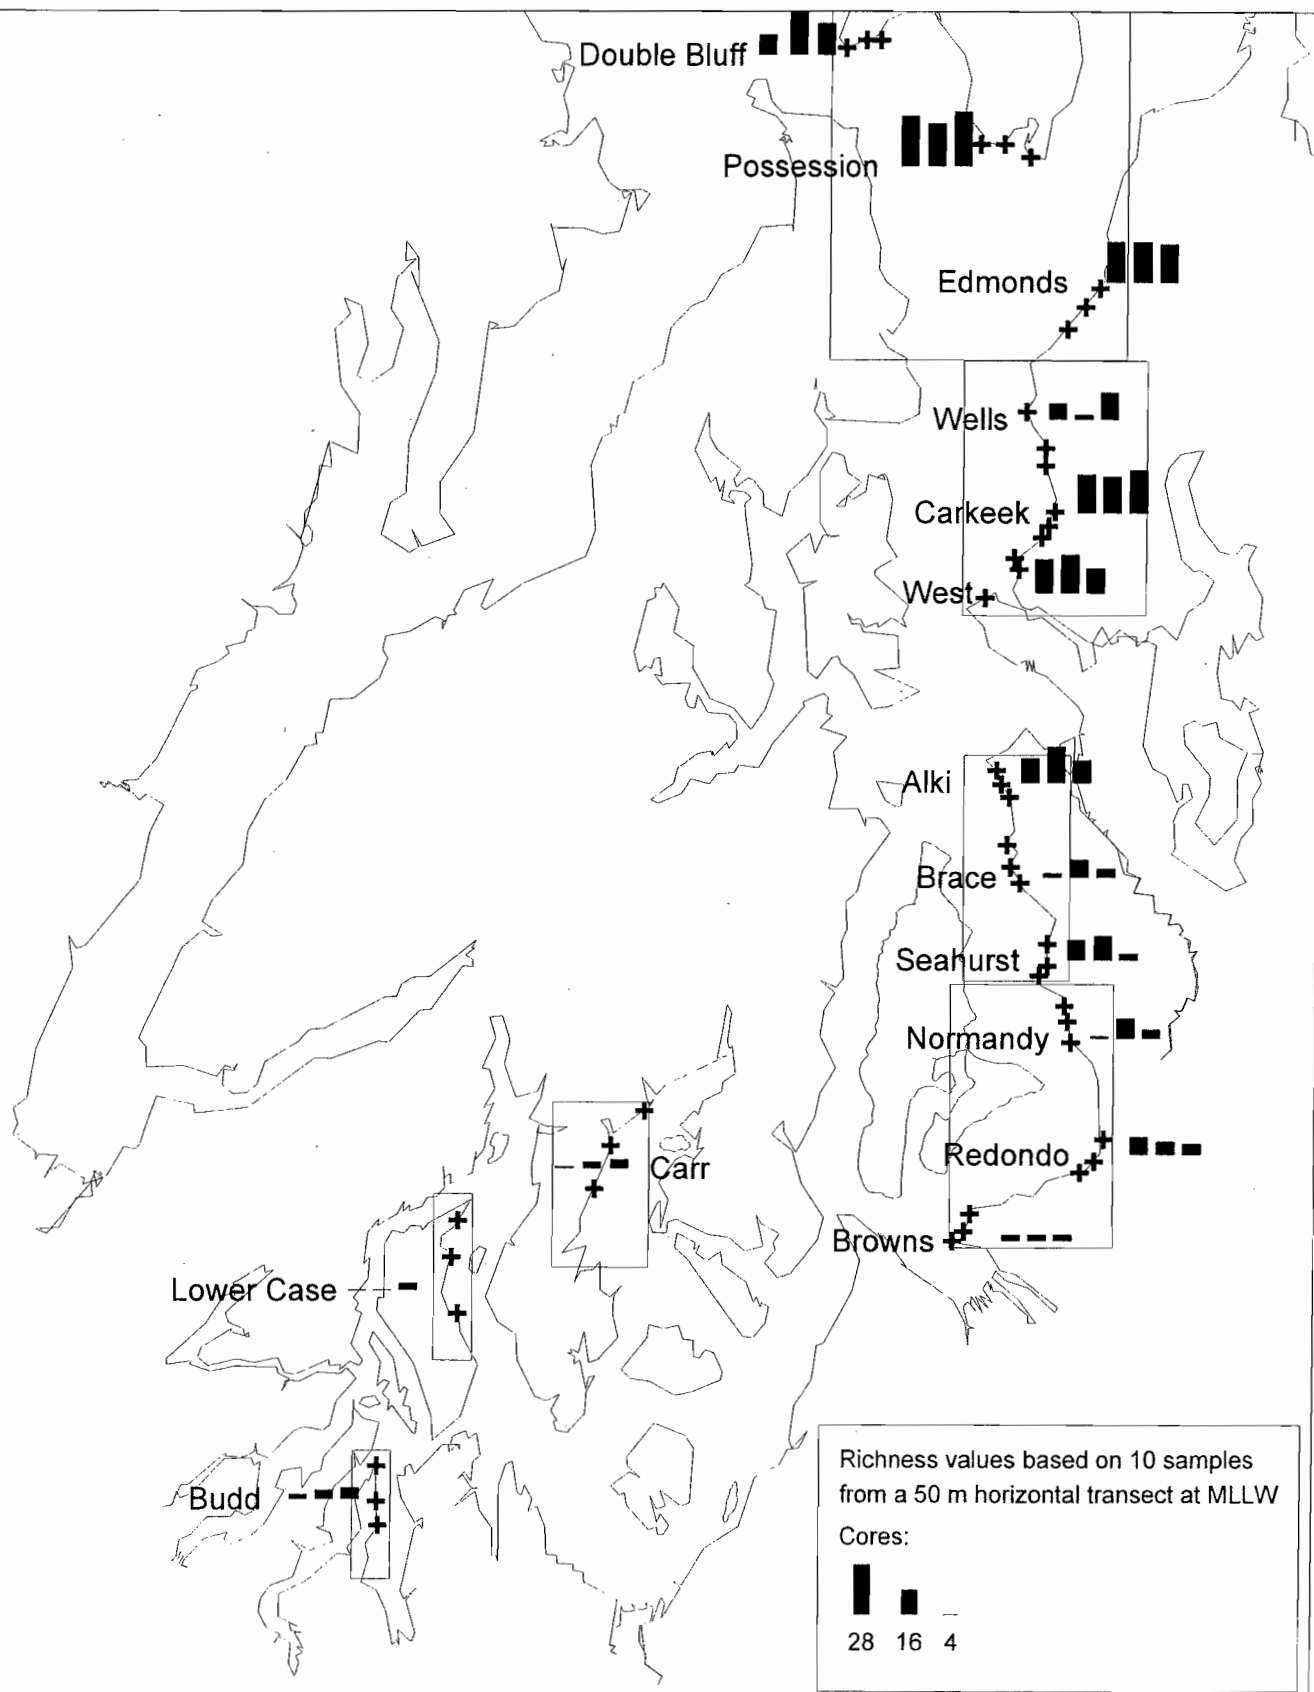 Double Bluff
Possession
Edmonds
Wells
Carkeek
West
Alki
Brace
Seahurst
Normandy
Carr
Redondo
Browns
Lower Case
Budd
Richness values based on 10 samples
from a 50 m horizontal transect at MLLW
Cores:
28 16 4